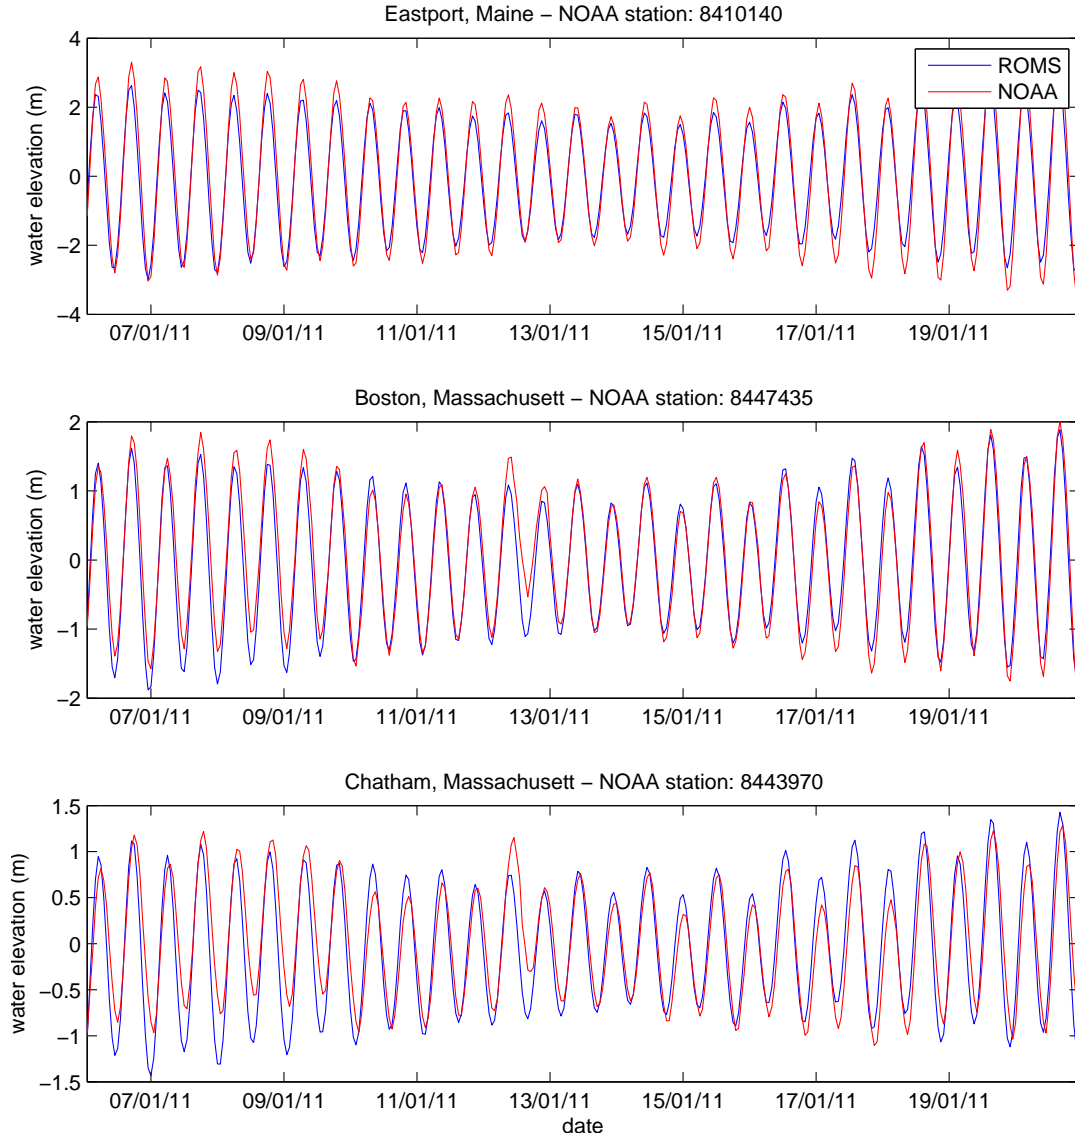 Eastport, Maine − NOAA station: 8410140
ROMS
NOAA
water elevation (m)
4
2
0
−2
−4
07/01/11 09/01/11 11/01/11 13/01/11 15/01/11 17/01/11 19/01/11
Boston, Massachusett − NOAA station: 8447435
water elevation (m)
2
1
0
−1
−2
07/01/11 09/01/11 11/01/11 13/01/11 15/01/11 17/01/11 19/01/11
Chatham, Massachusett − NOAA station: 8443970
water elevation (m)
1.5
1
0.5
0
−0.5
−1
−1.5
07/01/11 09/01/11 11/01/11 13/01/11 15/01/11 17/01/11 19/01/11
date